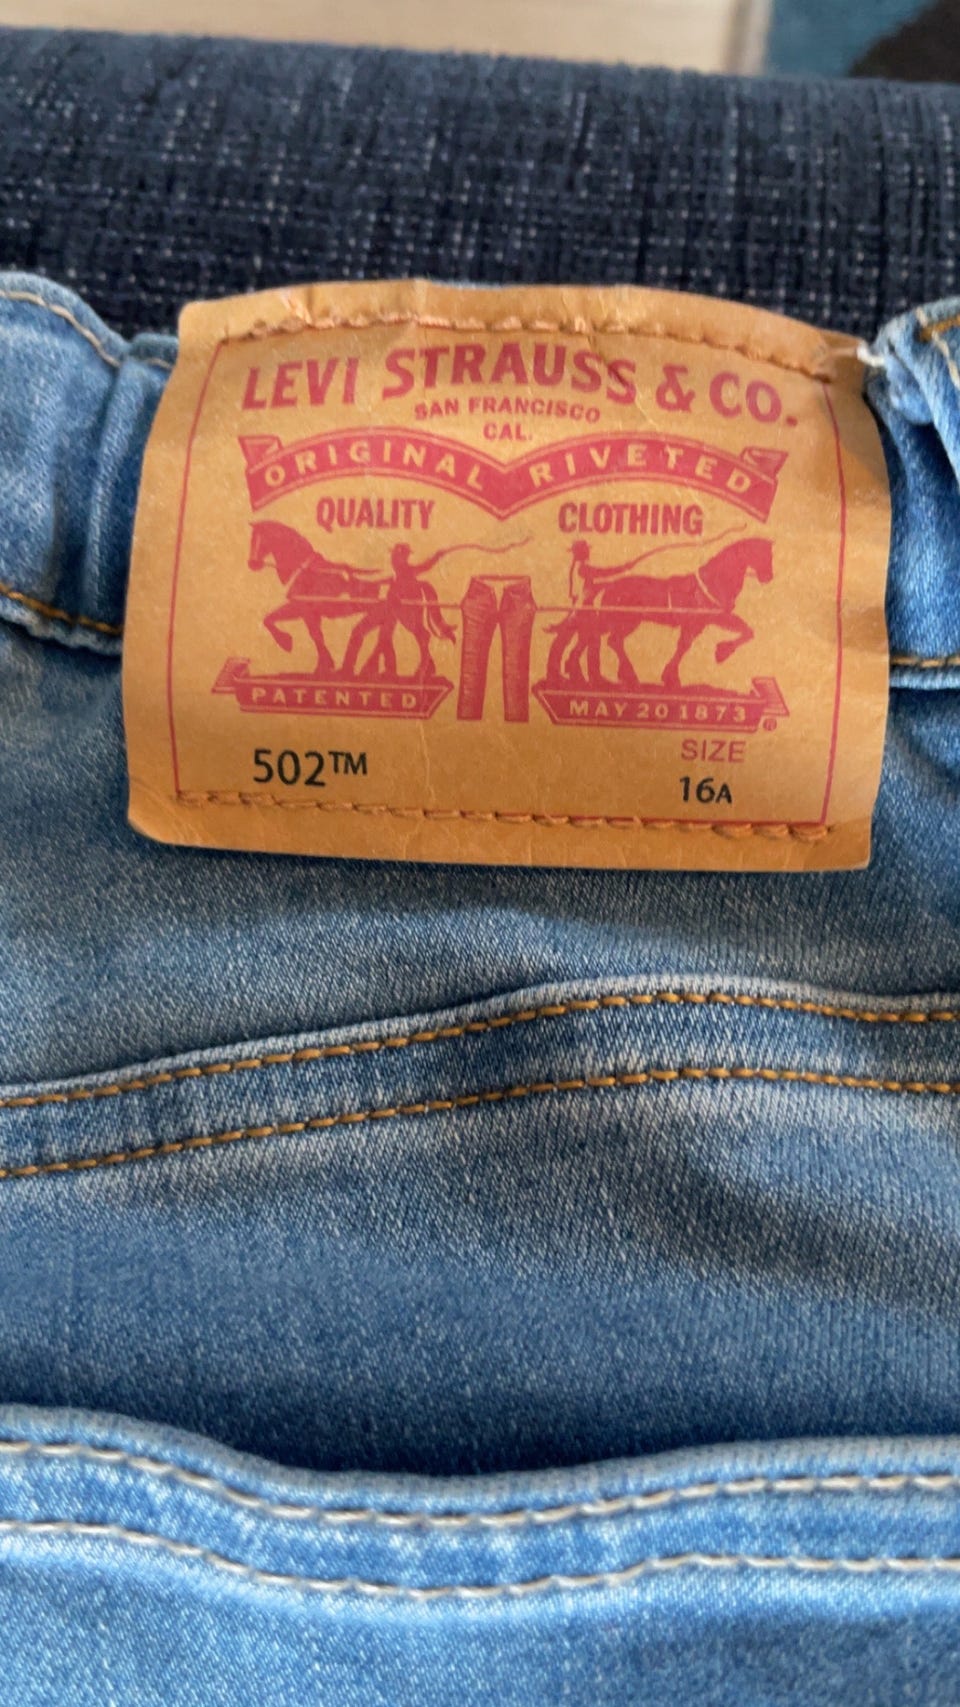 LEVI STRAUSS & CO.
SAN FRANCISCO
CAL.
ORIGINAL RIVETED
QUALITY CLOTHING
PATENTED MAY 20 1873 ®
502™
SIZE
16A